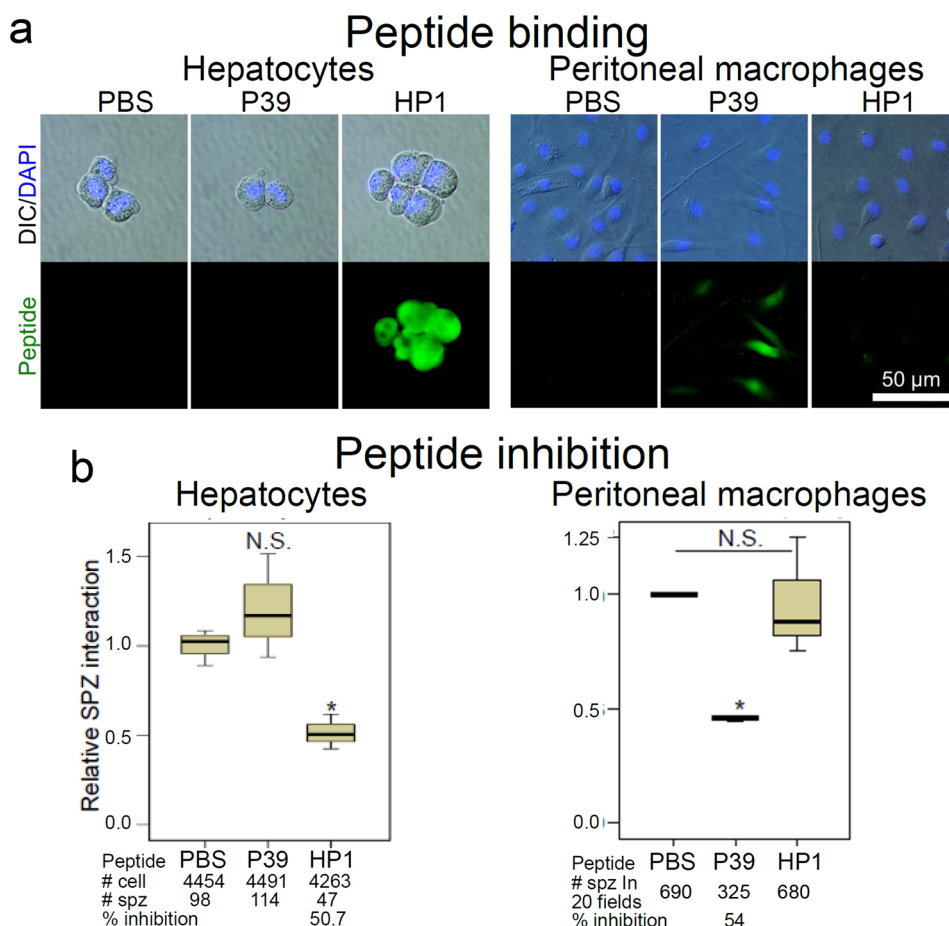 a
Peptide binding
Hepatocytes
Peritoneal macrophages
PBS P39 HP1 PBS P39 HP1
DIC/DAPI
Peptide
50 µm
b
Peptide inhibition
Hepatocytes
Peritoneal macrophages
Relative SPZ interaction
1.5
1.0
0.5
0.0
N.S.
*
1.25
1.0
0.5
0.0
N.S.
*
Peptide PBS P39 HP1
# cell 4454 4491 4263
# spz 98 114 47
% inhibition 50.7
Peptide PBS P39 HP1
# spz In
20 fields 690 325 680
% inhibition 54